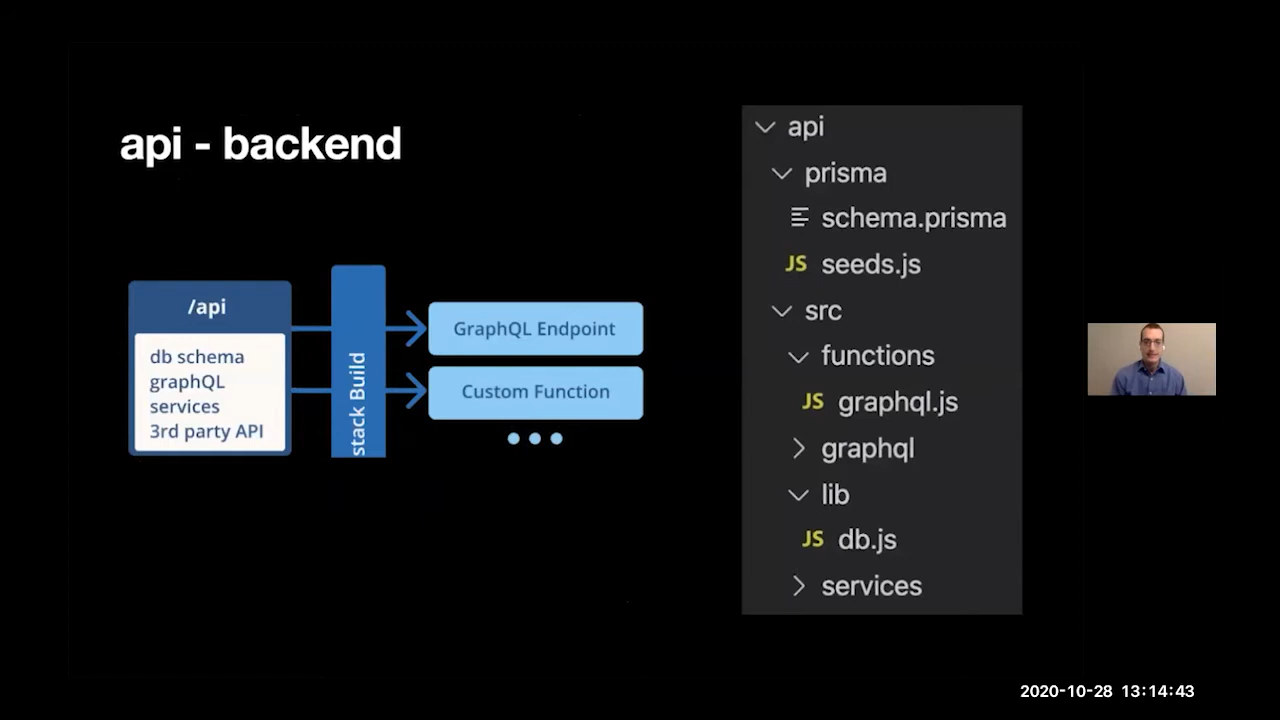 api - backend
/api
db schema
graphQL
services
3rd party API
stack Build
GraphQL Endpoint
Custom Function
api
prisma
schema.prisma
JS seeds.js
src
functions
JS graphql.js
graphql
lib
JS db.js
services
2020-10-28 13:14:43